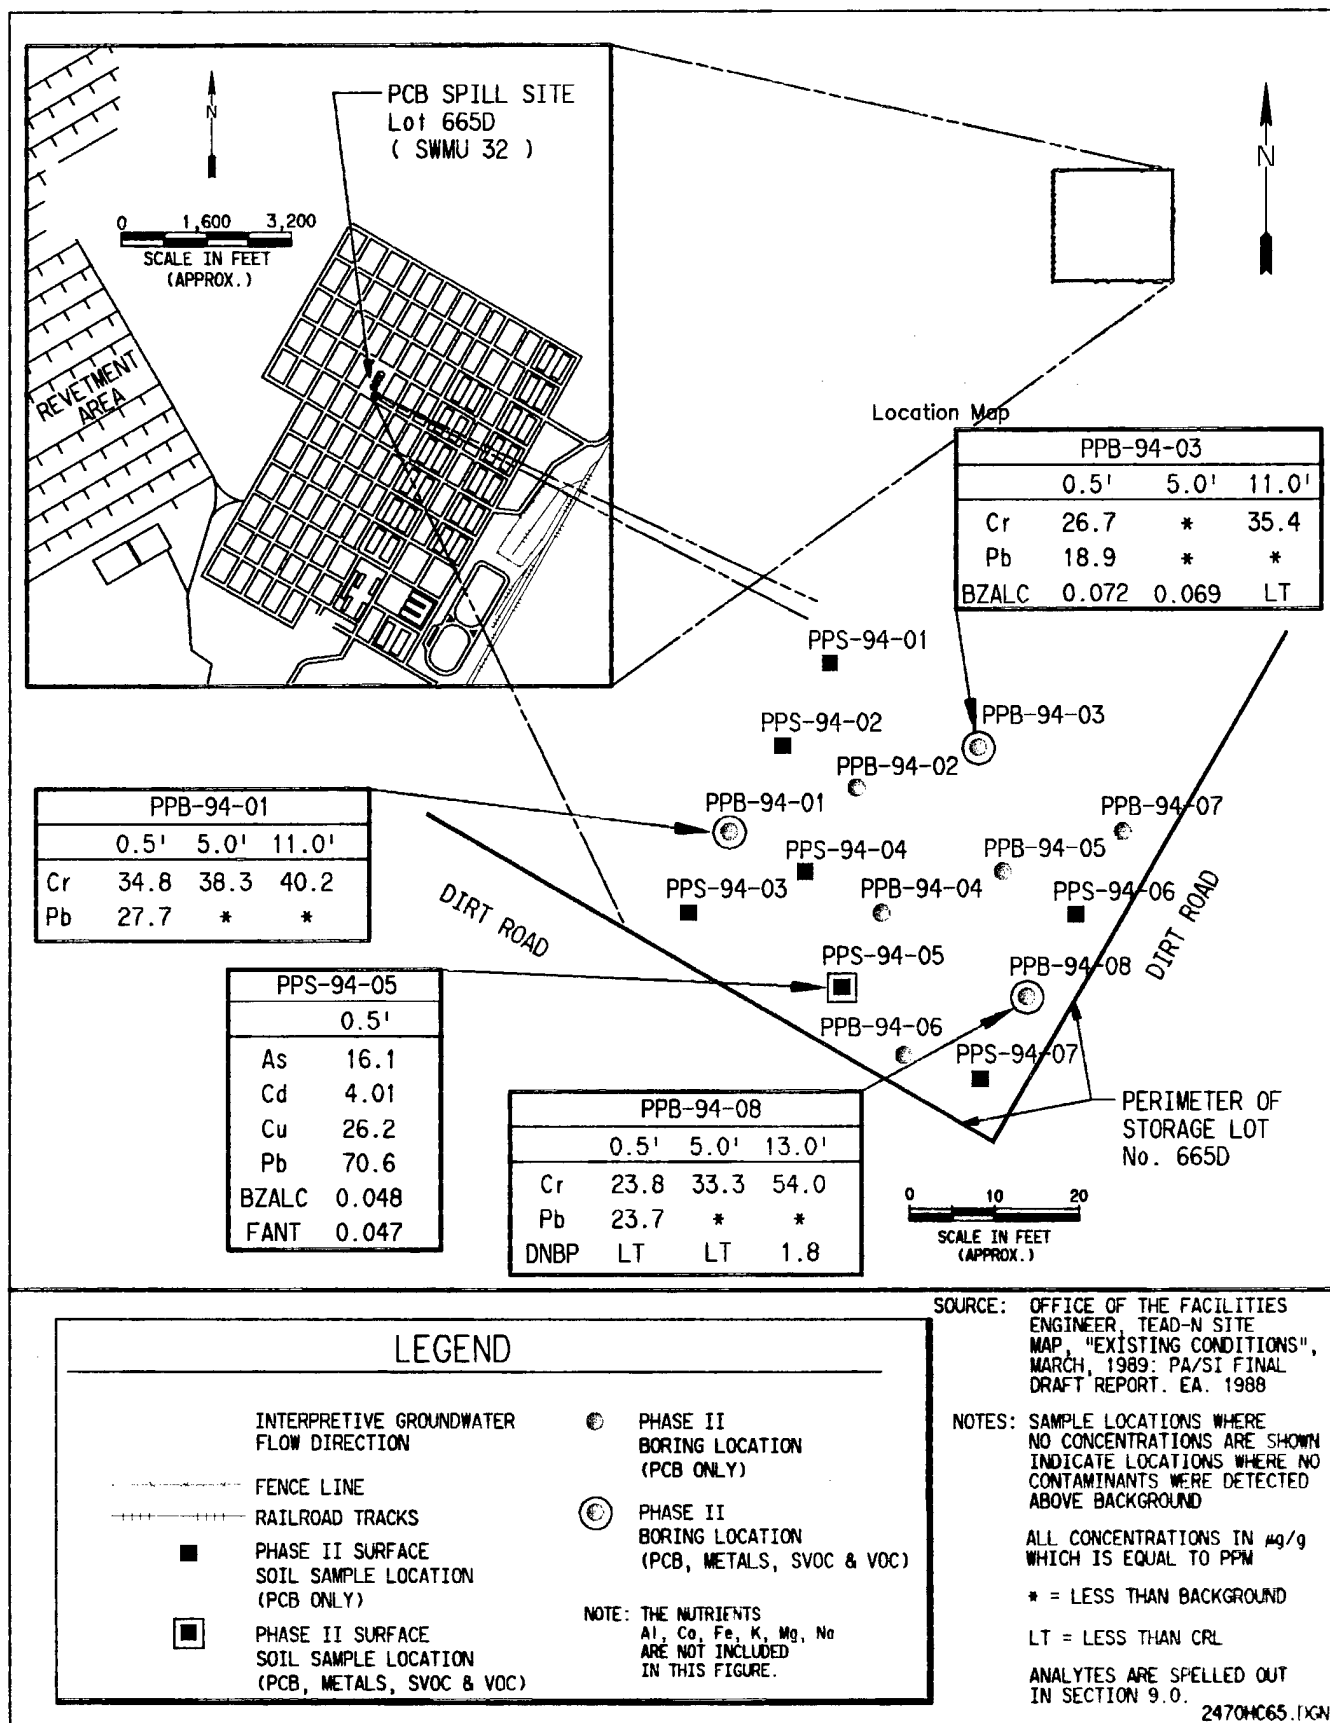 PCB SPILL SITE
Lot 665D
( SWMU 32 )
N
0 1,600 3,200
SCALE IN FEET
(APPROX.)
REVETMENT
AREA
N
Location Map
PPB-94-03
0.5' 5.0' 11.0'
Cr 26.7 * 35.4
Pb 18.9 * *
BZALC 0.072 0.069 LT
PPS-94-01
PPS-94-02
PPB-94-03
PPB-94-02
PPB-94-01
PPB-94-07
PPS-94-04
PPB-94-05
PPS-94-03
PPB-94-04
PPS-94-06
PPS-94-05
PPB-94-08
PPB-94-06
PPS-94-07
DIRT ROAD
DIRT ROAD
PPB-94-01
0.5' 5.0' 11.0'
Cr 34.8 38.3 40.2
Pb 27.7 * *
PPS-94-05
0.5'
As 16.1
Cd 4.01
Cu 26.2
Pb 70.6
BZALC 0.048
FANT 0.047
PPB-94-08
0.5' 5.0' 13.0'
Cr 23.8 33.3 54.0
Pb 23.7 * *
DNBP LT LT 1.8
PERIMETER OF
STORAGE LOT
No. 665D
0 10 20
SCALE IN FEET
(APPROX.)
LEGEND
INTERPRETIVE GROUNDWATER
FLOW DIRECTION
FENCE LINE
RAILROAD TRACKS
PHASE II SURFACE
SOIL SAMPLE LOCATION
(PCB ONLY)
PHASE II SURFACE
SOIL SAMPLE LOCATION
(PCB, METALS, SVOC & VOC)
PHASE II
BORING LOCATION
(PCB ONLY)
PHASE II
BORING LOCATION
(PCB, METALS, SVOC & VOC)
NOTE: THE NUTRIENTS
Al, Ca, Fe, K, Mg, Na
ARE NOT INCLUDED
IN THIS FIGURE.
SOURCE: OFFICE OF THE FACILITIES
ENGINEER, TEAD-N SITE
MAP, "EXISTING CONDITIONS",
MARCH, 1989: PA/SI FINAL
DRAFT REPORT. EA. 1988
NOTES: SAMPLE LOCATIONS WHERE
NO CONCENTRATIONS ARE SHOWN
INDICATE LOCATIONS WHERE NO
CONTAMINANTS WERE DETECTED
ABOVE BACKGROUND
ALL CONCENTRATIONS IN µg/g
WHICH IS EQUAL TO PPM
* = LESS THAN BACKGROUND
LT = LESS THAN CRL
ANALYTES ARE SPELLED OUT
IN SECTION 9.0.
2470HC65.DGN